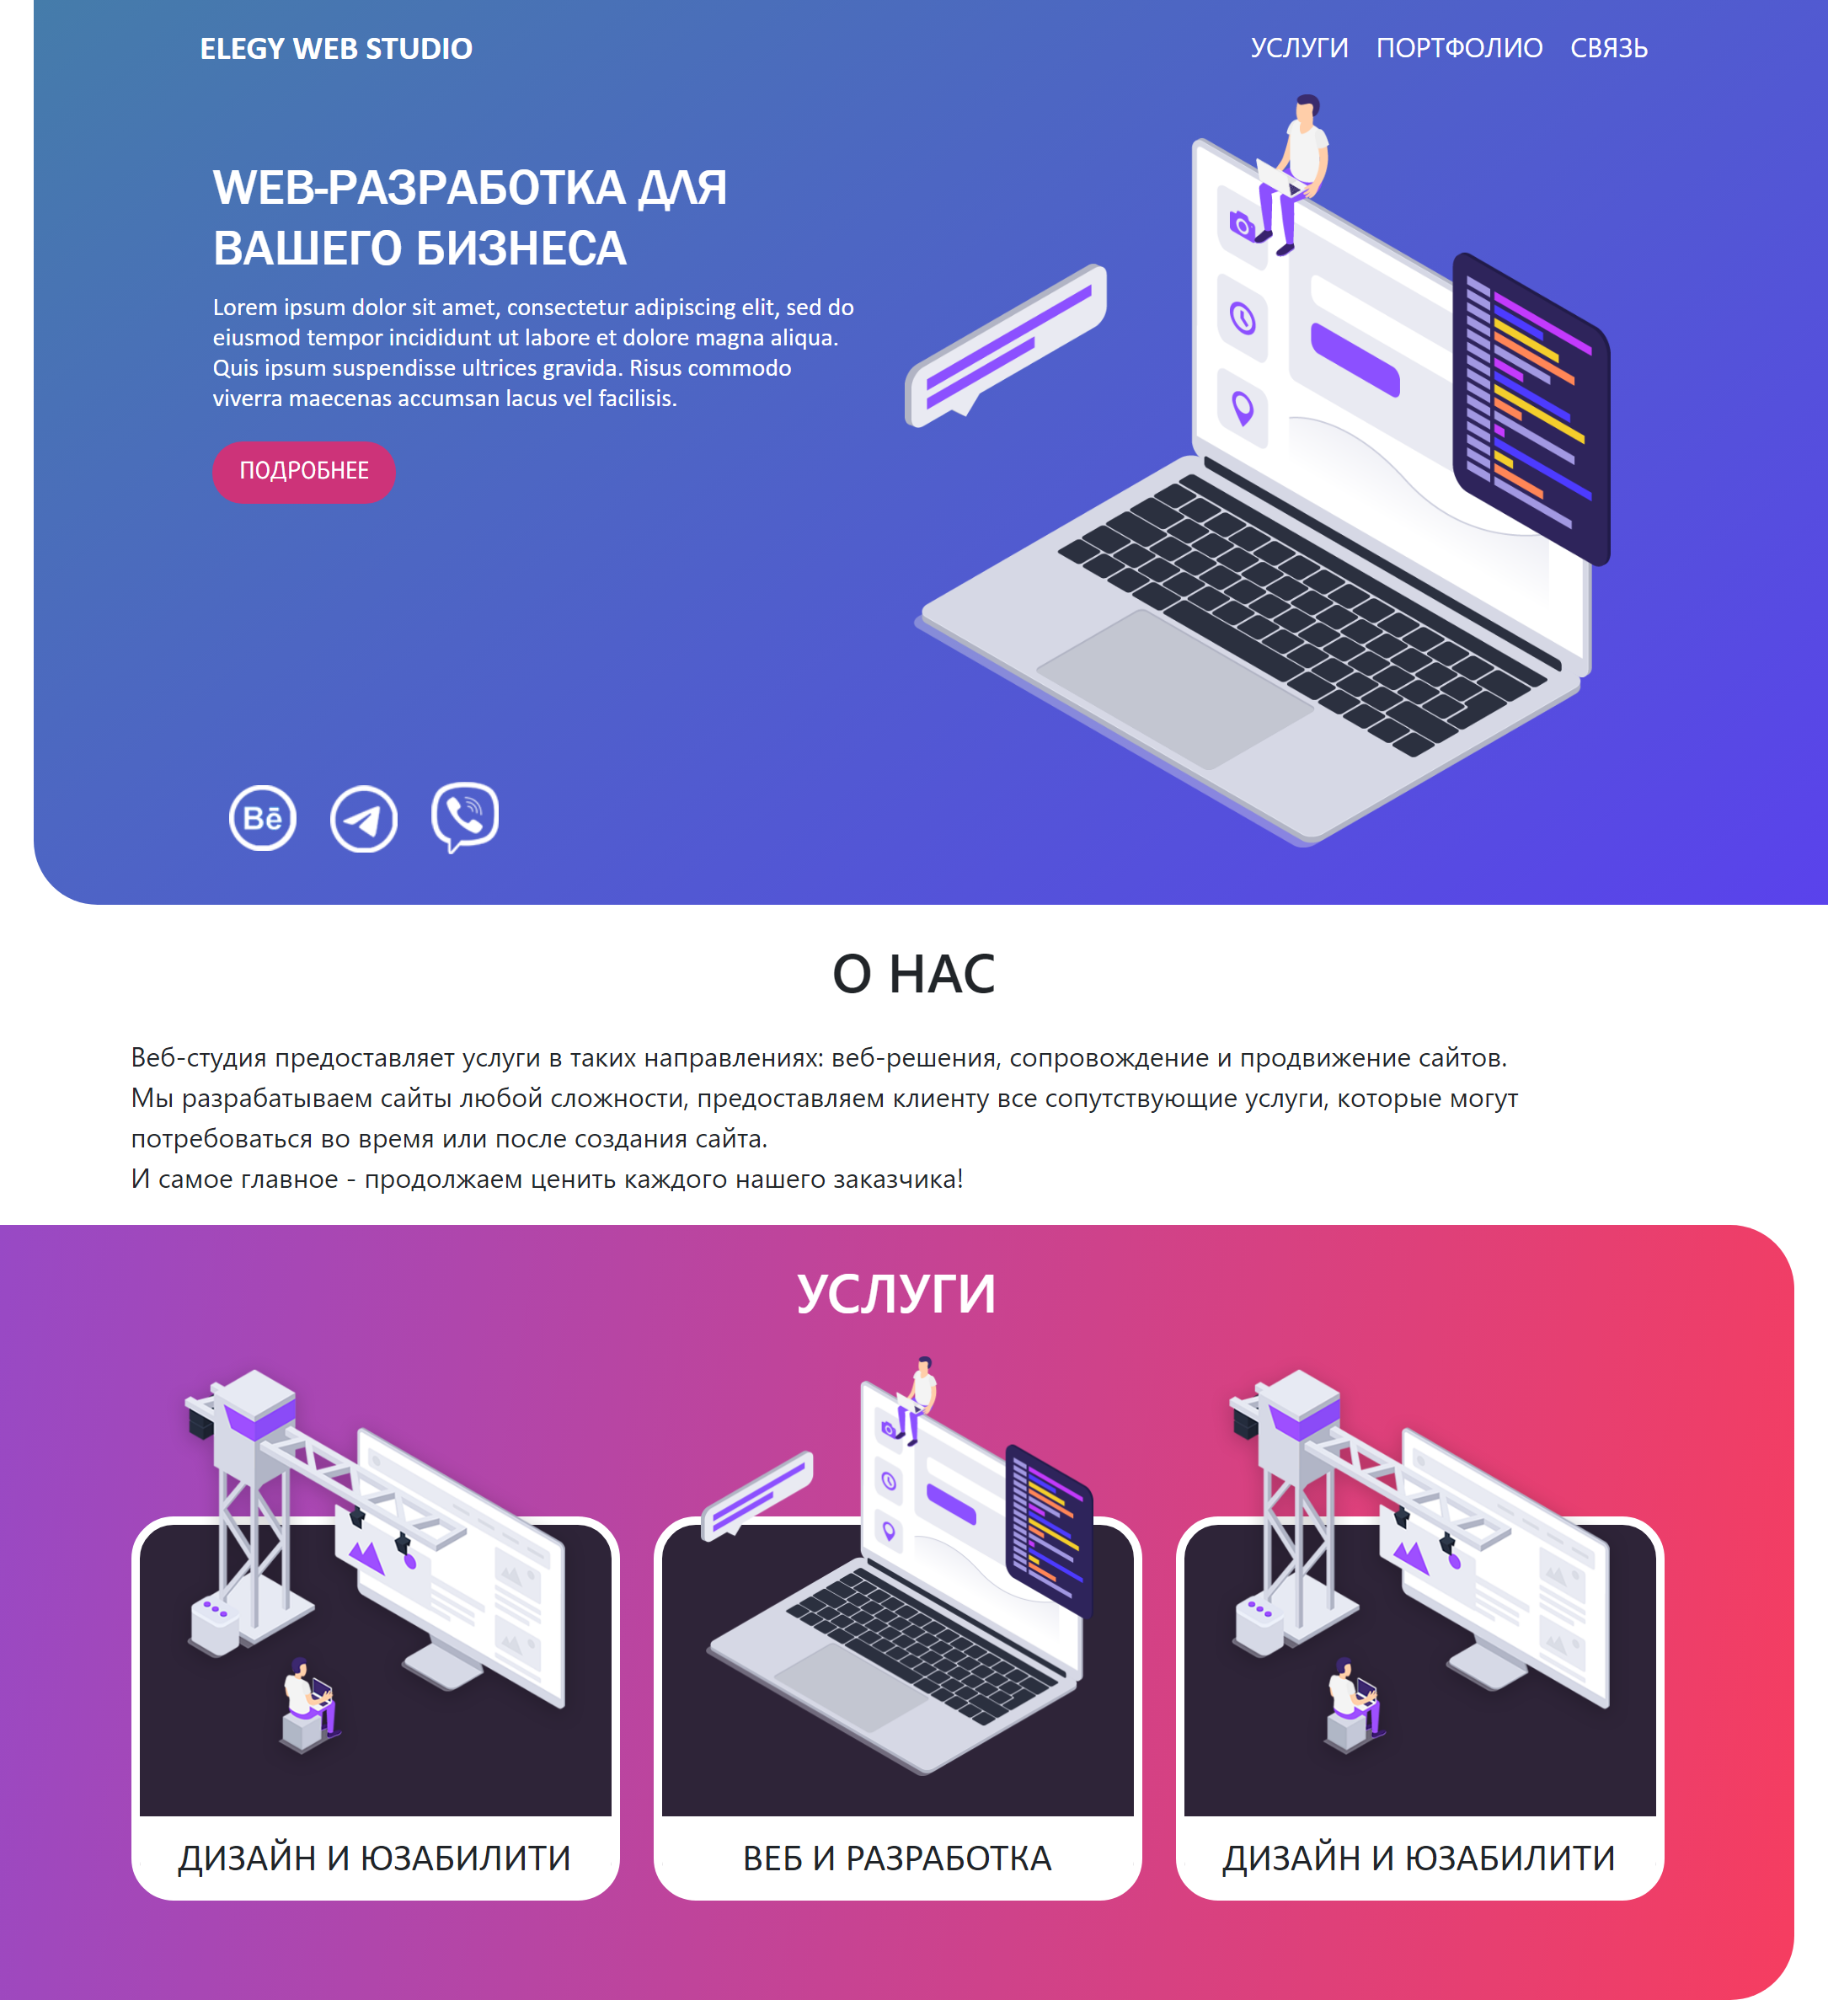 ELEGY WEB STUDIO
УСЛУГИ ПОРТФОЛИО СВЯЗЬ
WEB-РАЗРАБОТКА ДЛЯ
ВАШЕГО БИЗНЕСА
Lorem ipsum dolor sit amet, consectetur adipiscing elit, sed do
eiusmod tempor incididunt ut labore et dolore magna aliqua.
Quis ipsum suspendisse ultrices gravida. Risus commodo
viverra maecenas accumsan lacus vel facilisis.
ПОДРОБНЕЕ
Bē
О НАС
Веб-студия предоставляет услуги в таких направлениях: веб-решения, сопровождение и продвижение сайтов.
Мы разрабатываем сайты любой сложности, предоставляем клиенту все сопутствующие услуги, которые могут
потребоваться во время или после создания сайта.
И самое главное - продолжаем ценить каждого нашего заказчика!
УСЛУГИ
ДИЗАЙН И ЮЗАБИЛИТИ
ВЕБ И РАЗРАБОТКА
ДИЗАЙН И ЮЗАБИЛИТИ